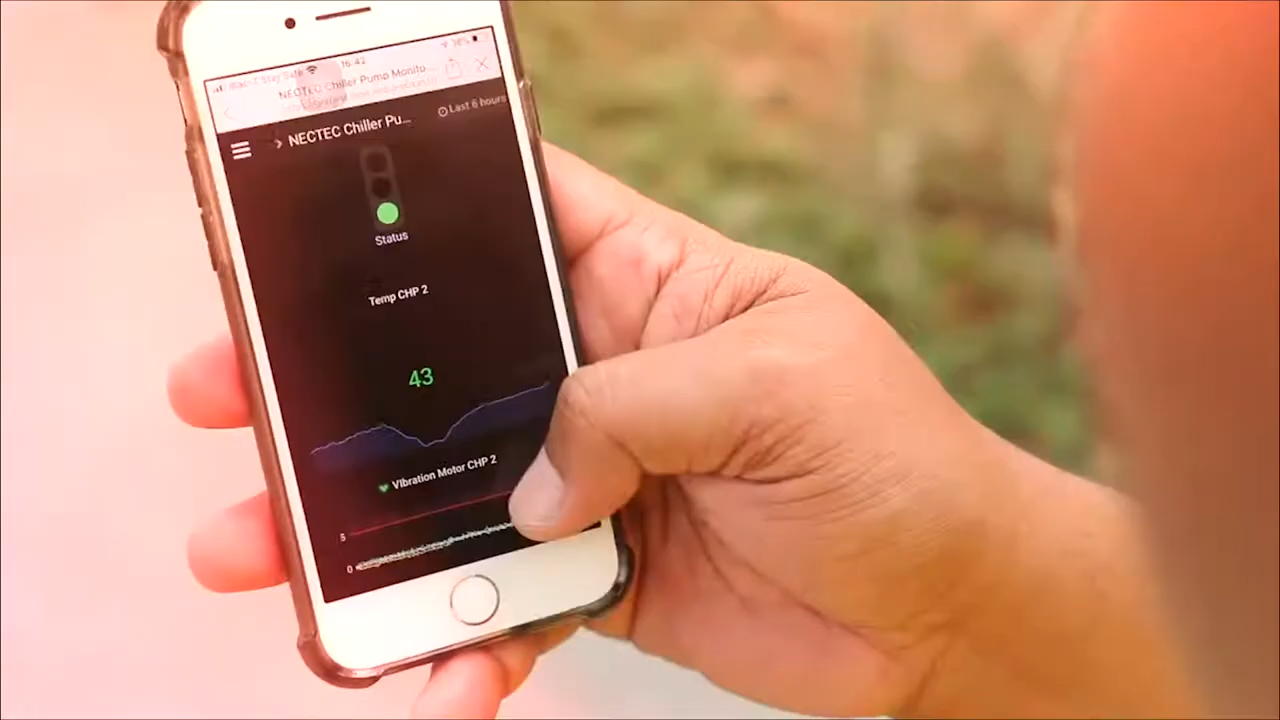 16:42
NECTEC Chiller Pump Monito...
NECTEC Chiller Pu...
Last 6 hours
Status
Temp CHP 2
43
Vibration Motor CHP 2
5
0